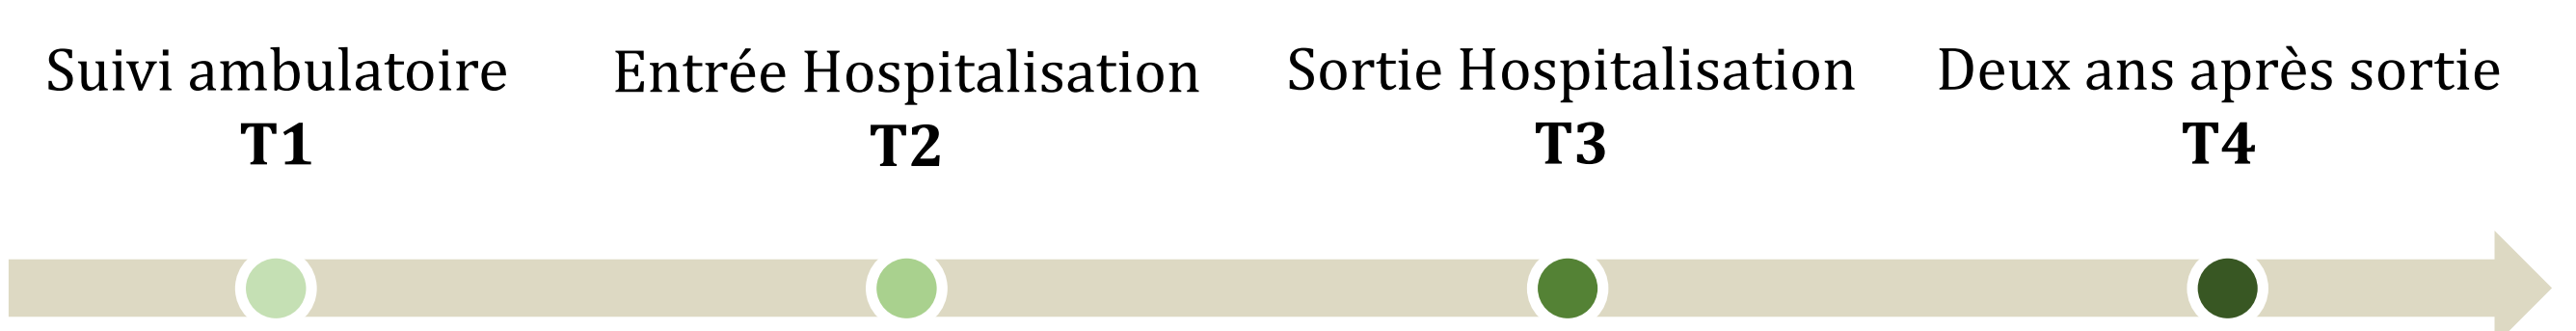 Suivi ambulatoire
T1
Entrée Hospitalisation
T2
Sortie Hospitalisation
T3
Deux ans après sortie
T4